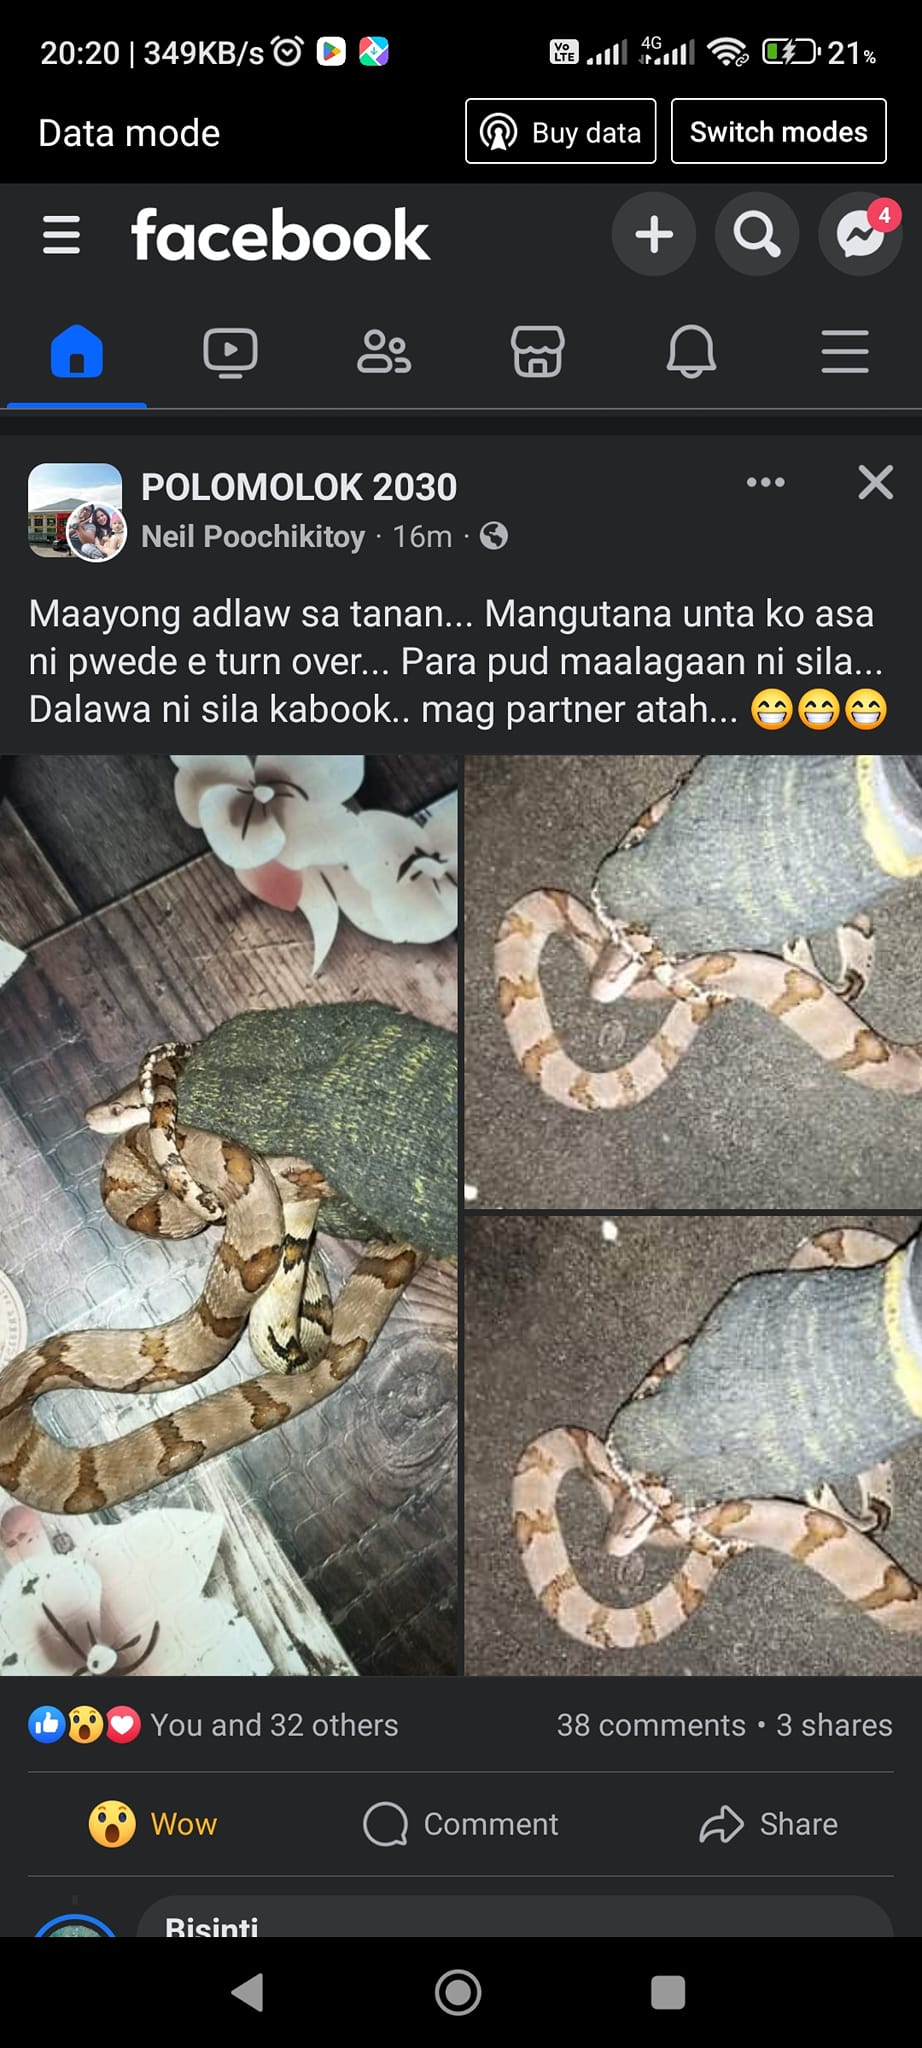 20:20 | 349KB/s Vo LTE 4G 21%
Data mode Buy data Switch modes
facebook 4
POLOMOLOK 2030
Neil Poochikitoy · 16m ·
Maayong adlaw sa tanan... Mangutana unta ko asa
ni pwede e turn over... Para pud maalagaan ni sila...
Dalawa ni sila kabook.. mag partner atah... 😁😁😁
You and 32 others 38 comments • 3 shares
Wow Comment Share
Bisinti